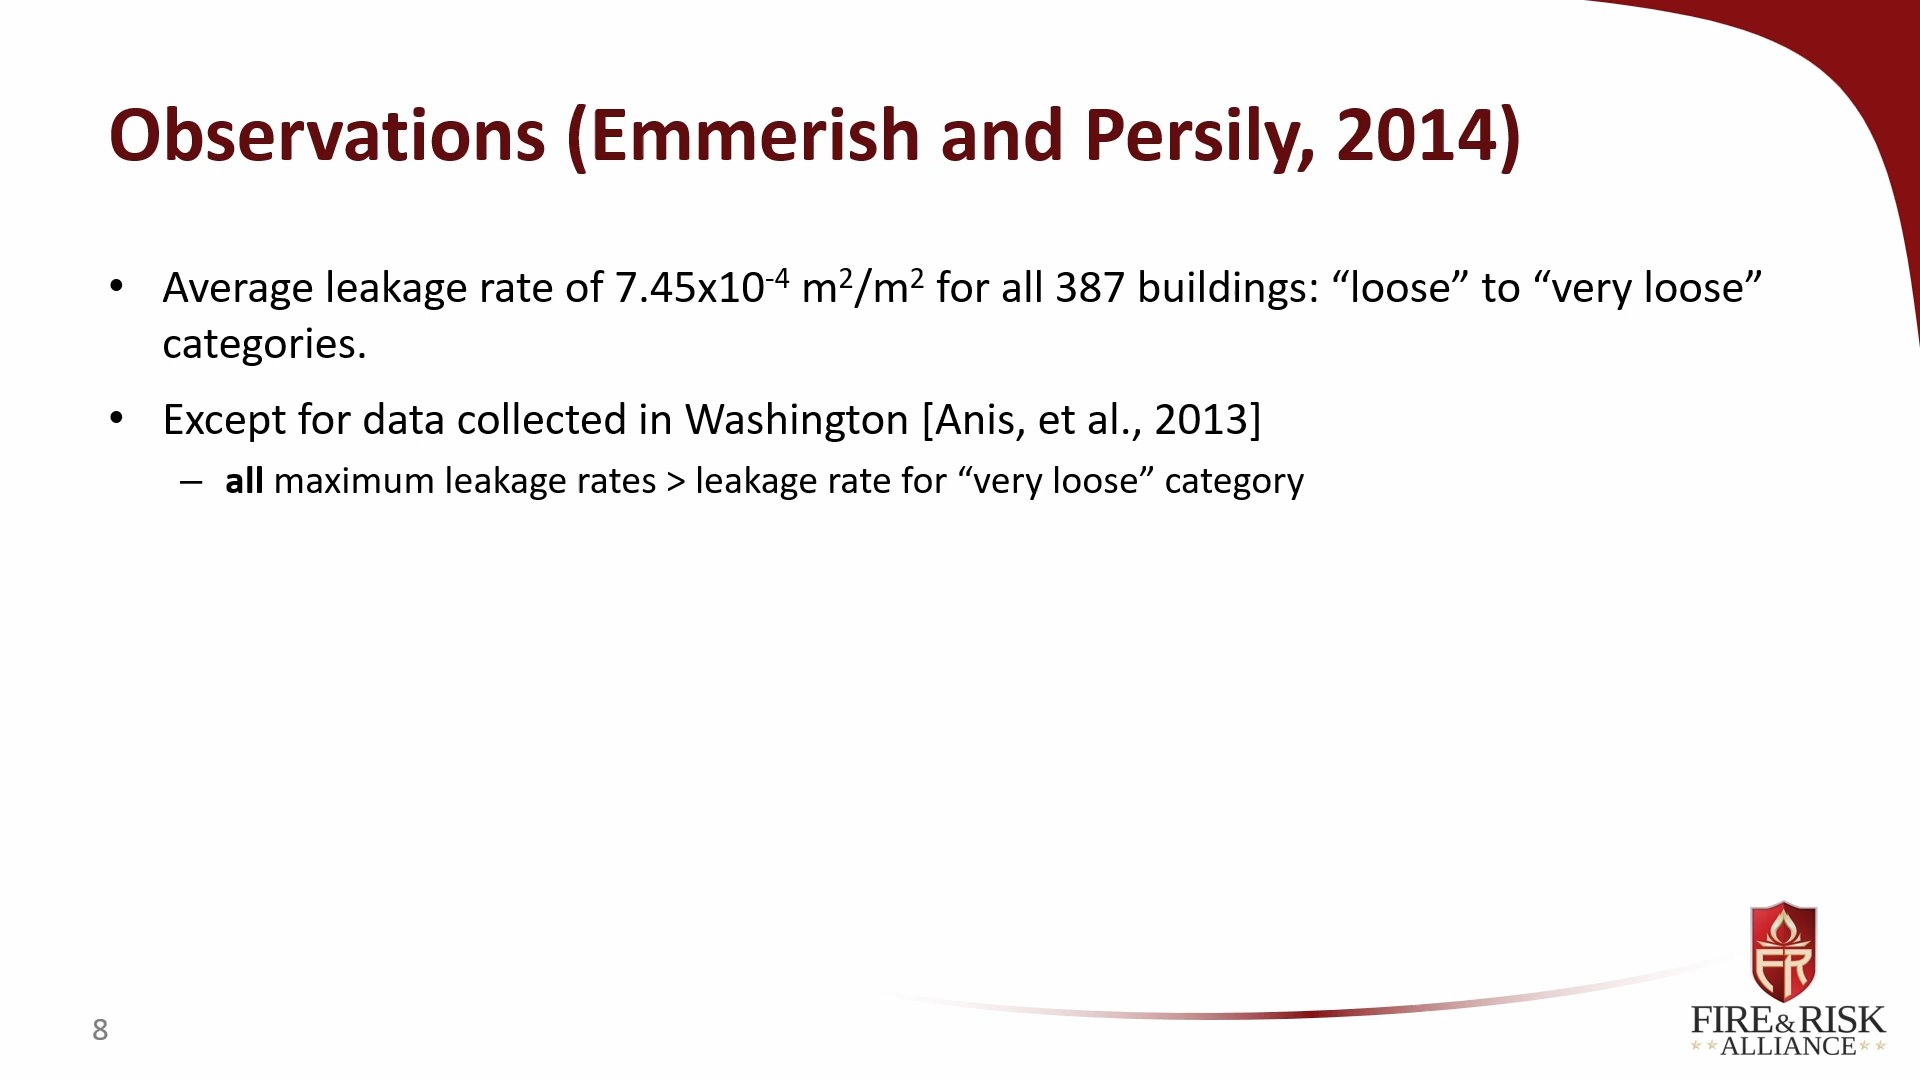 Observations (Emmerish and Persily, 2014)
• Average leakage rate of 7.45x10⁻⁴ m²/m² for all 387 buildings: “loose” to “very loose”
categories.
• Except for data collected in Washington [Anis, et al., 2013]
– all maximum leakage rates > leakage rate for “very loose” category
FR
FIRE&RISK
ALLIANCE
8